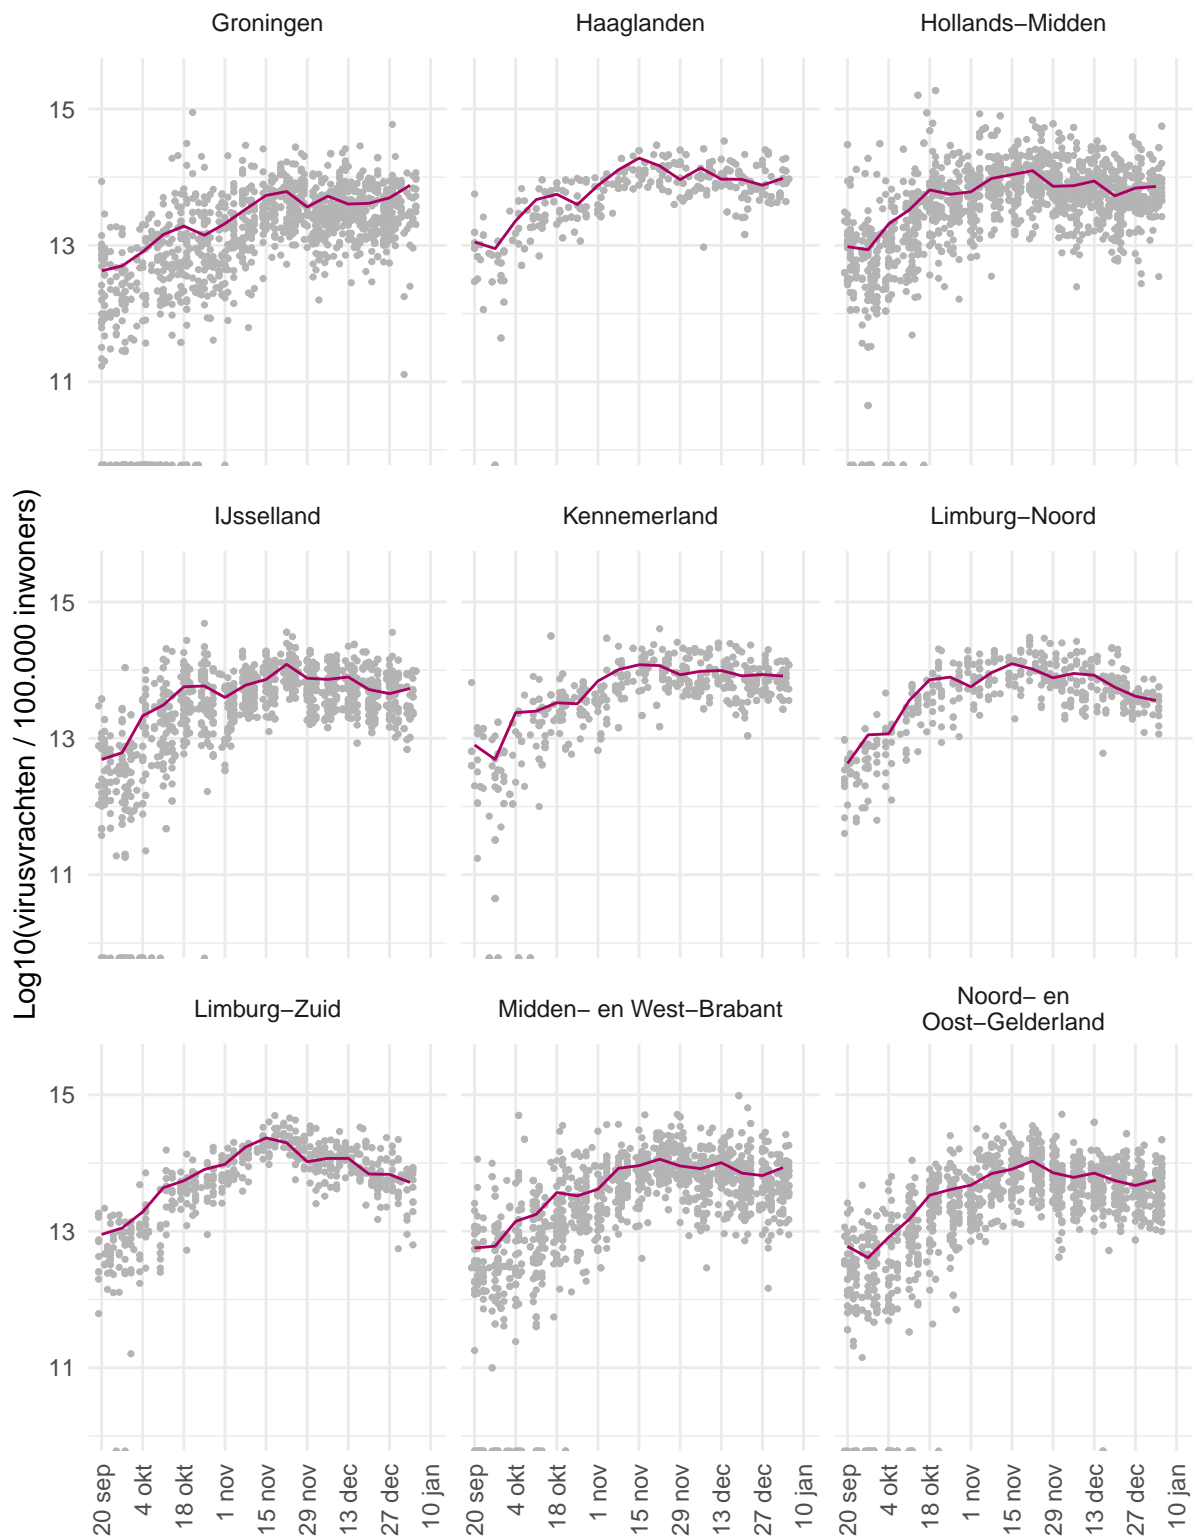 Groningen
Haaglanden
Hollands−Midden
15
13
11
IJsselland
Kennemerland
Limburg−Noord
15
13
11
Log10(virusvrachten / 100.000 inwoners)
Limburg−Zuid
Midden− en West−Brabant
Noord− en
Oost−Gelderland
15
13
11
20 sep
4 okt
18 okt
1 nov
15 nov
29 nov
13 dec
27 dec
10 jan
20 sep
4 okt
18 okt
1 nov
15 nov
29 nov
13 dec
27 dec
10 jan
20 sep
4 okt
18 okt
1 nov
15 nov
29 nov
13 dec
27 dec
10 jan